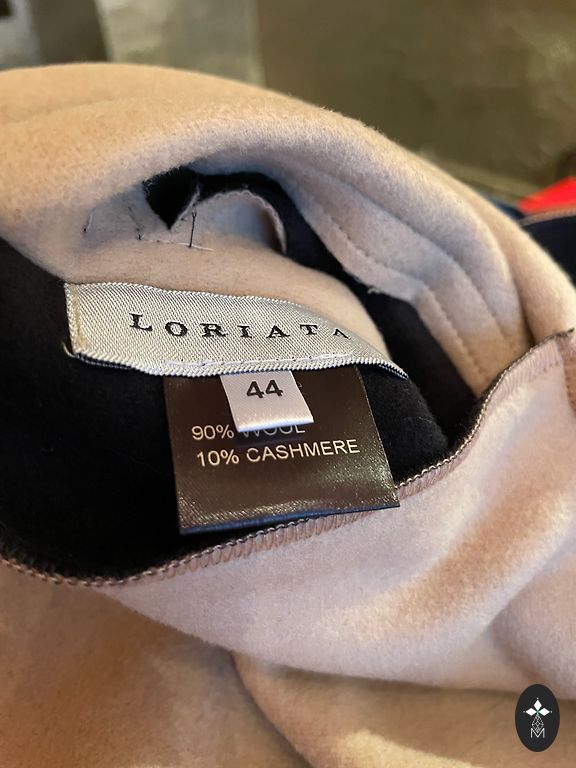 LORIATA
44
90% WOOL
10% CASHMERE
M